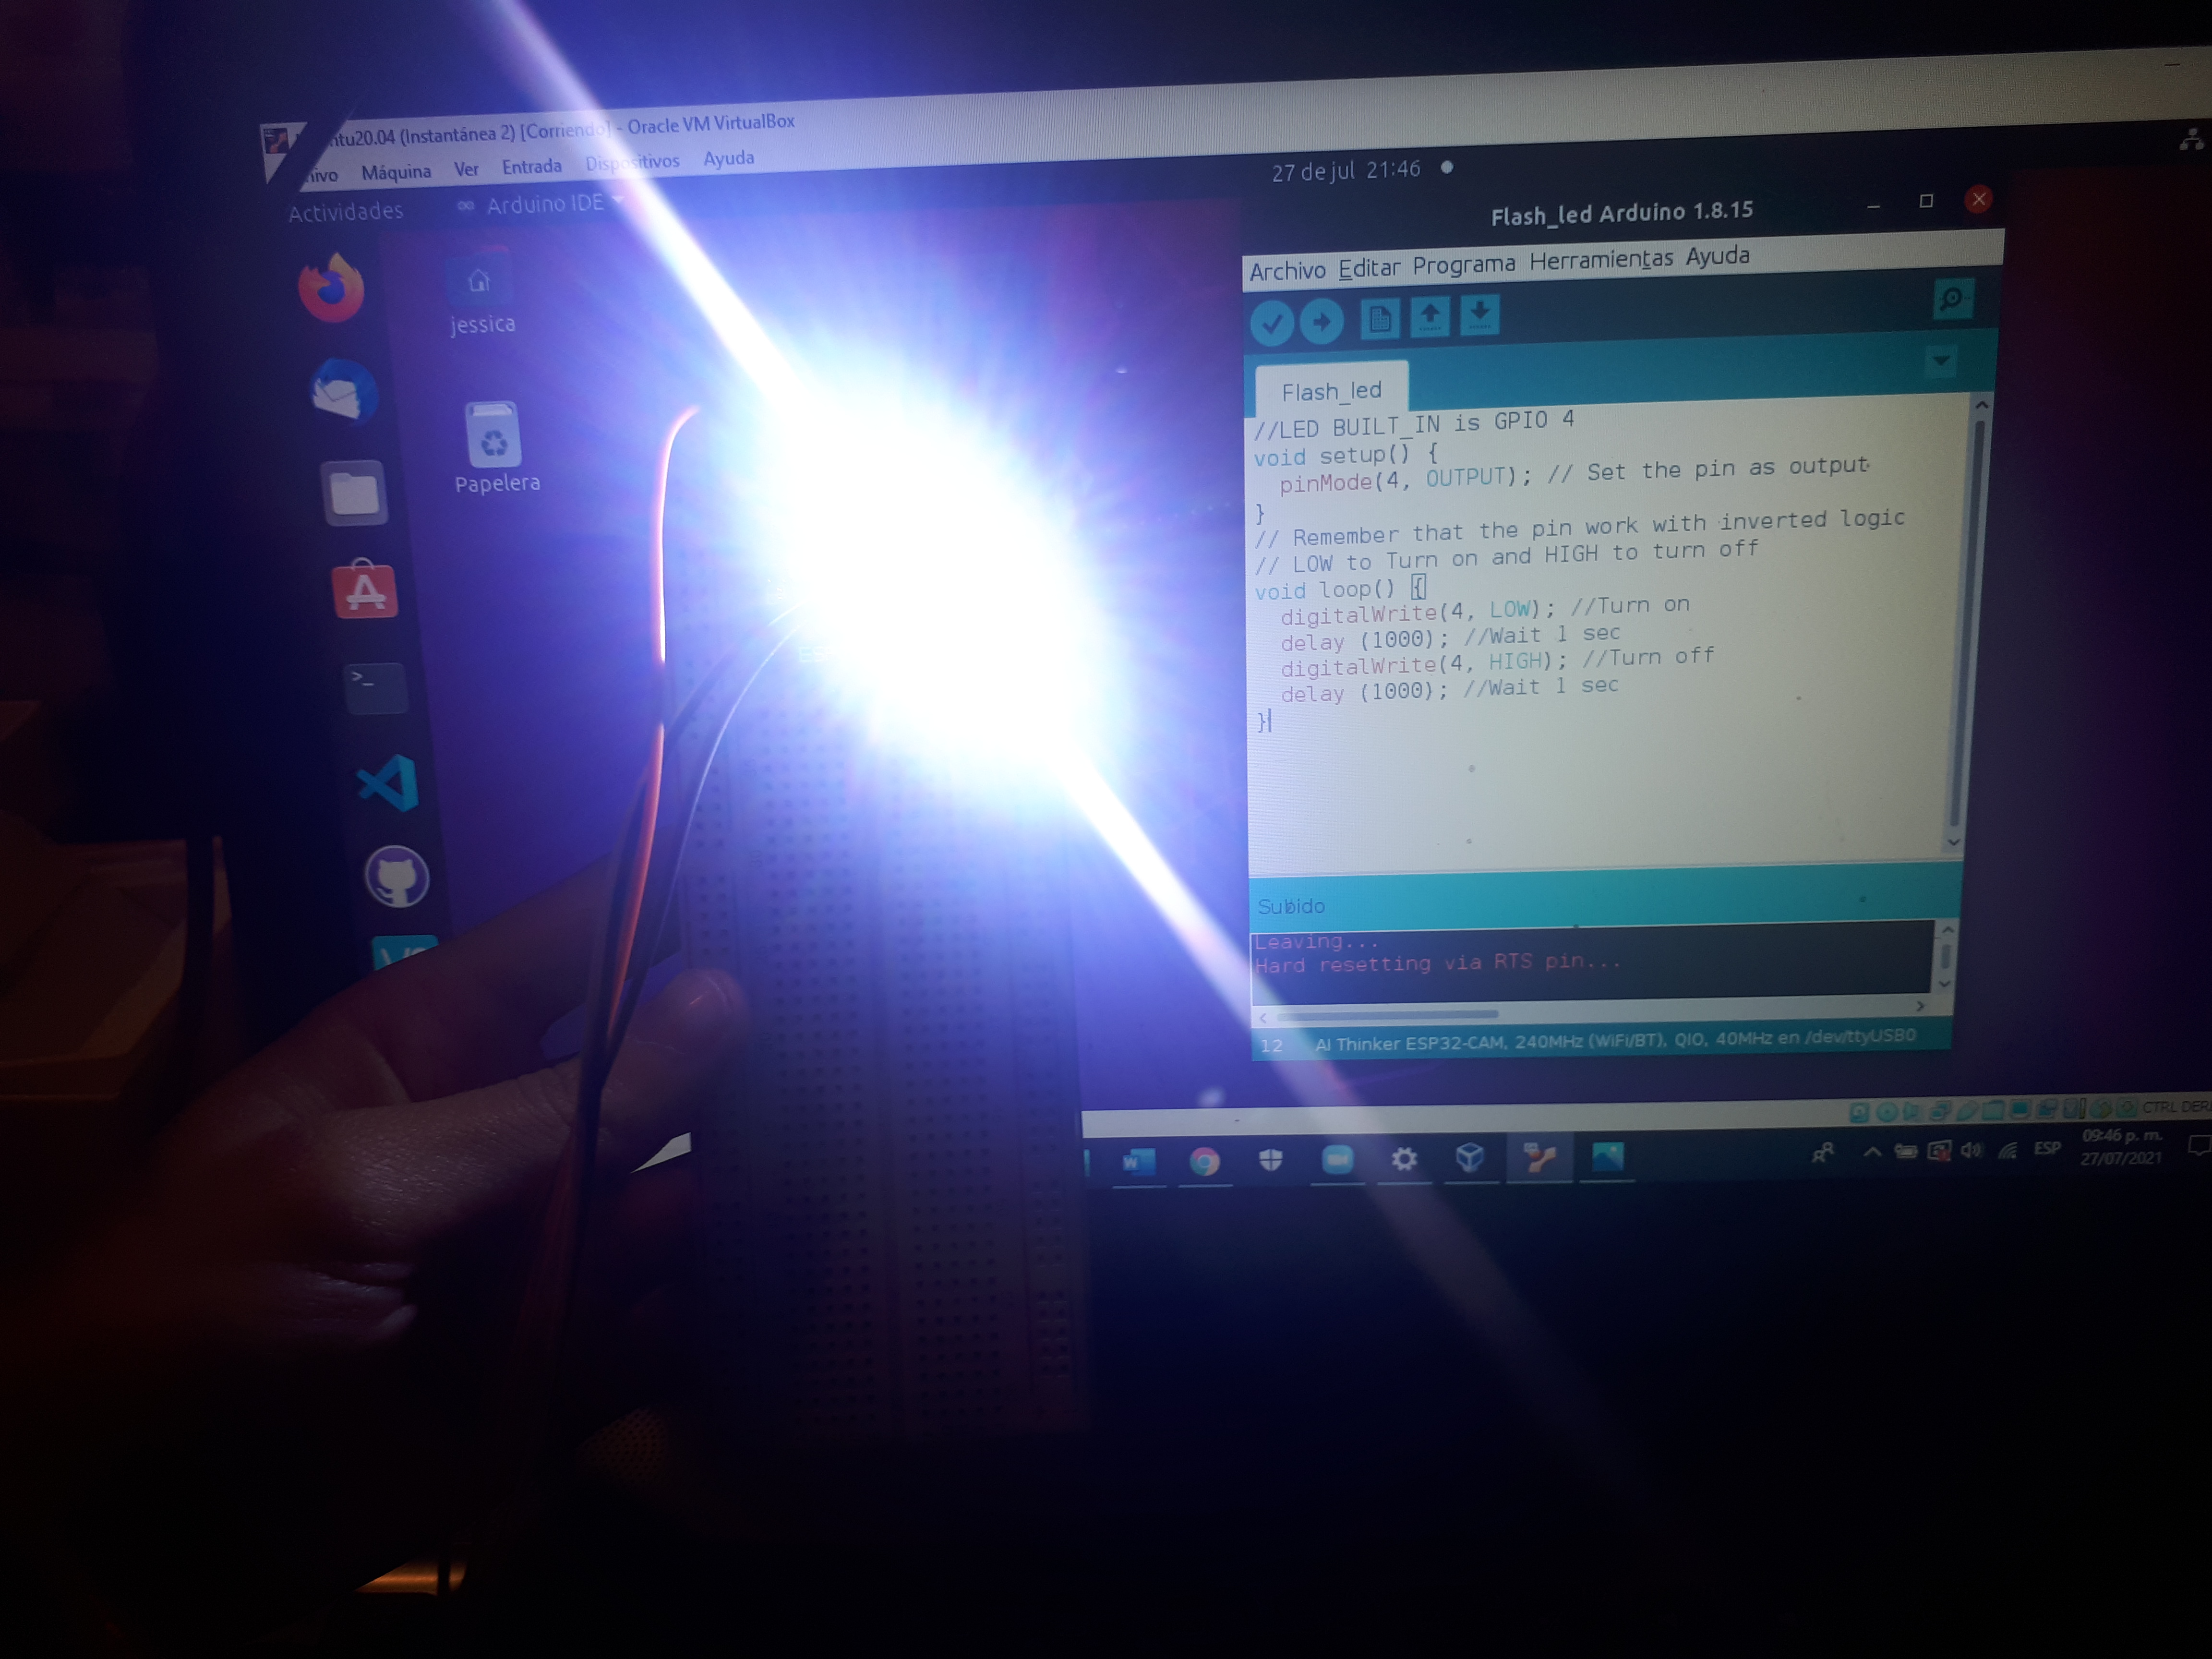 ntu20.04 (Instantánea 2) [Corriendo] - Oracle VM VirtualBox
Máquina Ver Entrada Dispositivos Ayuda
27 de jul 21:46
Actividades Arduino IDE
jessica
Papelera
Flash_led Arduino 1.8.15
Archivo Editar Programa Herramientas Ayuda
Flash_led
//LED BUILT_IN is GPIO 4
void setup() {
pinMode(4, OUTPUT); // Set the pin as output
}
// Remember that the pin work with inverted logic
// LOW to Turn on and HIGH to turn off
void loop() {
digitalWrite(4, LOW); //Turn on
delay (1000); //Wait 1 sec
digitalWrite(4, HIGH); //Turn off
delay (1000); //Wait 1 sec
}
Subido
Leaving...
Hard resetting via RTS pin...
12 AI Thinker ESP32-CAM, 240MHz (WiFi/BT), QIO, 40MHz en /dev/ttyUSB0
CTRL DER
ESP
09:46 p. m.
27/07/2021